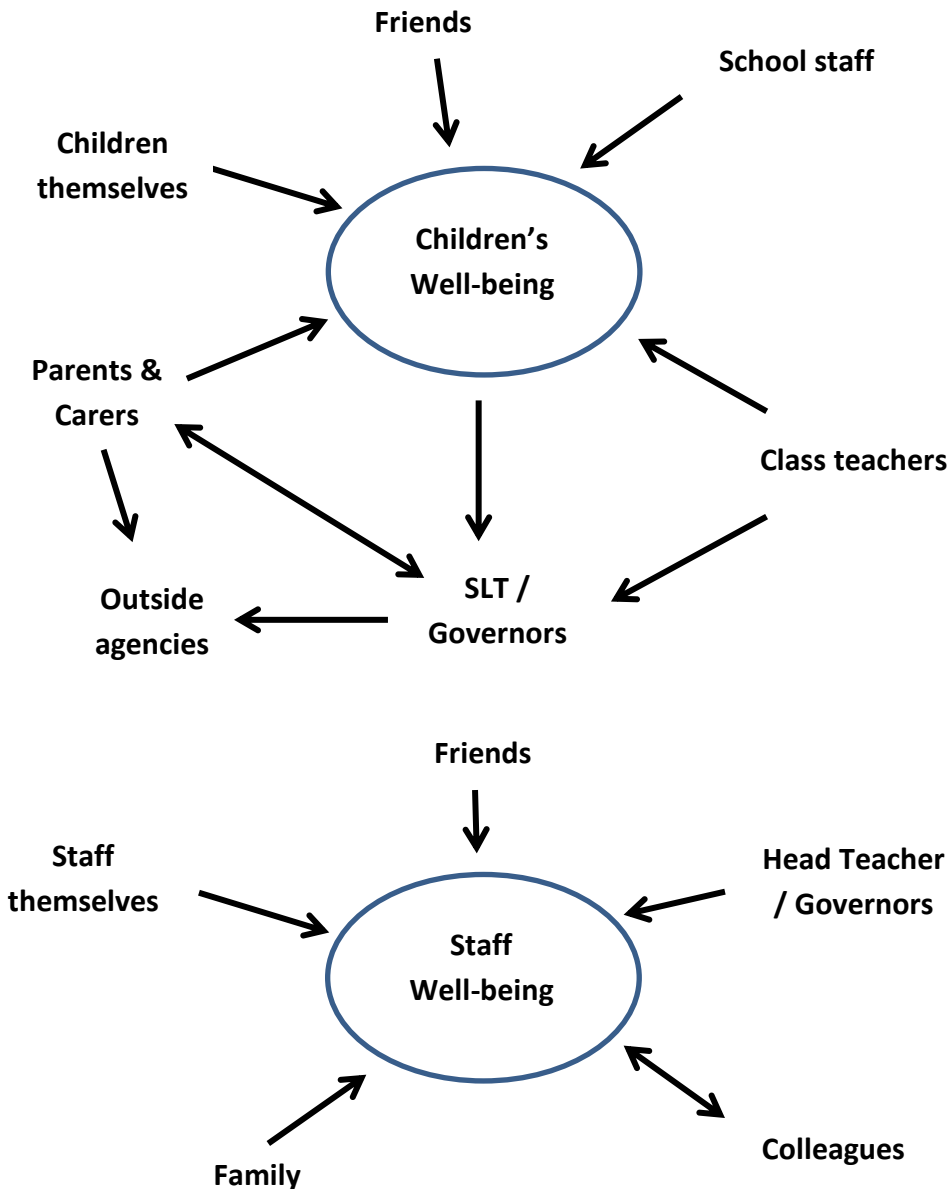 Friends
School staff
Children
themselves
Children’s
Well-being
Parents &
Carers
Class teachers
Outside
agencies
SLT /
Governors
Friends
Staff
themselves
Head Teacher
/ Governors
Staff
Well-being
Family
Colleagues